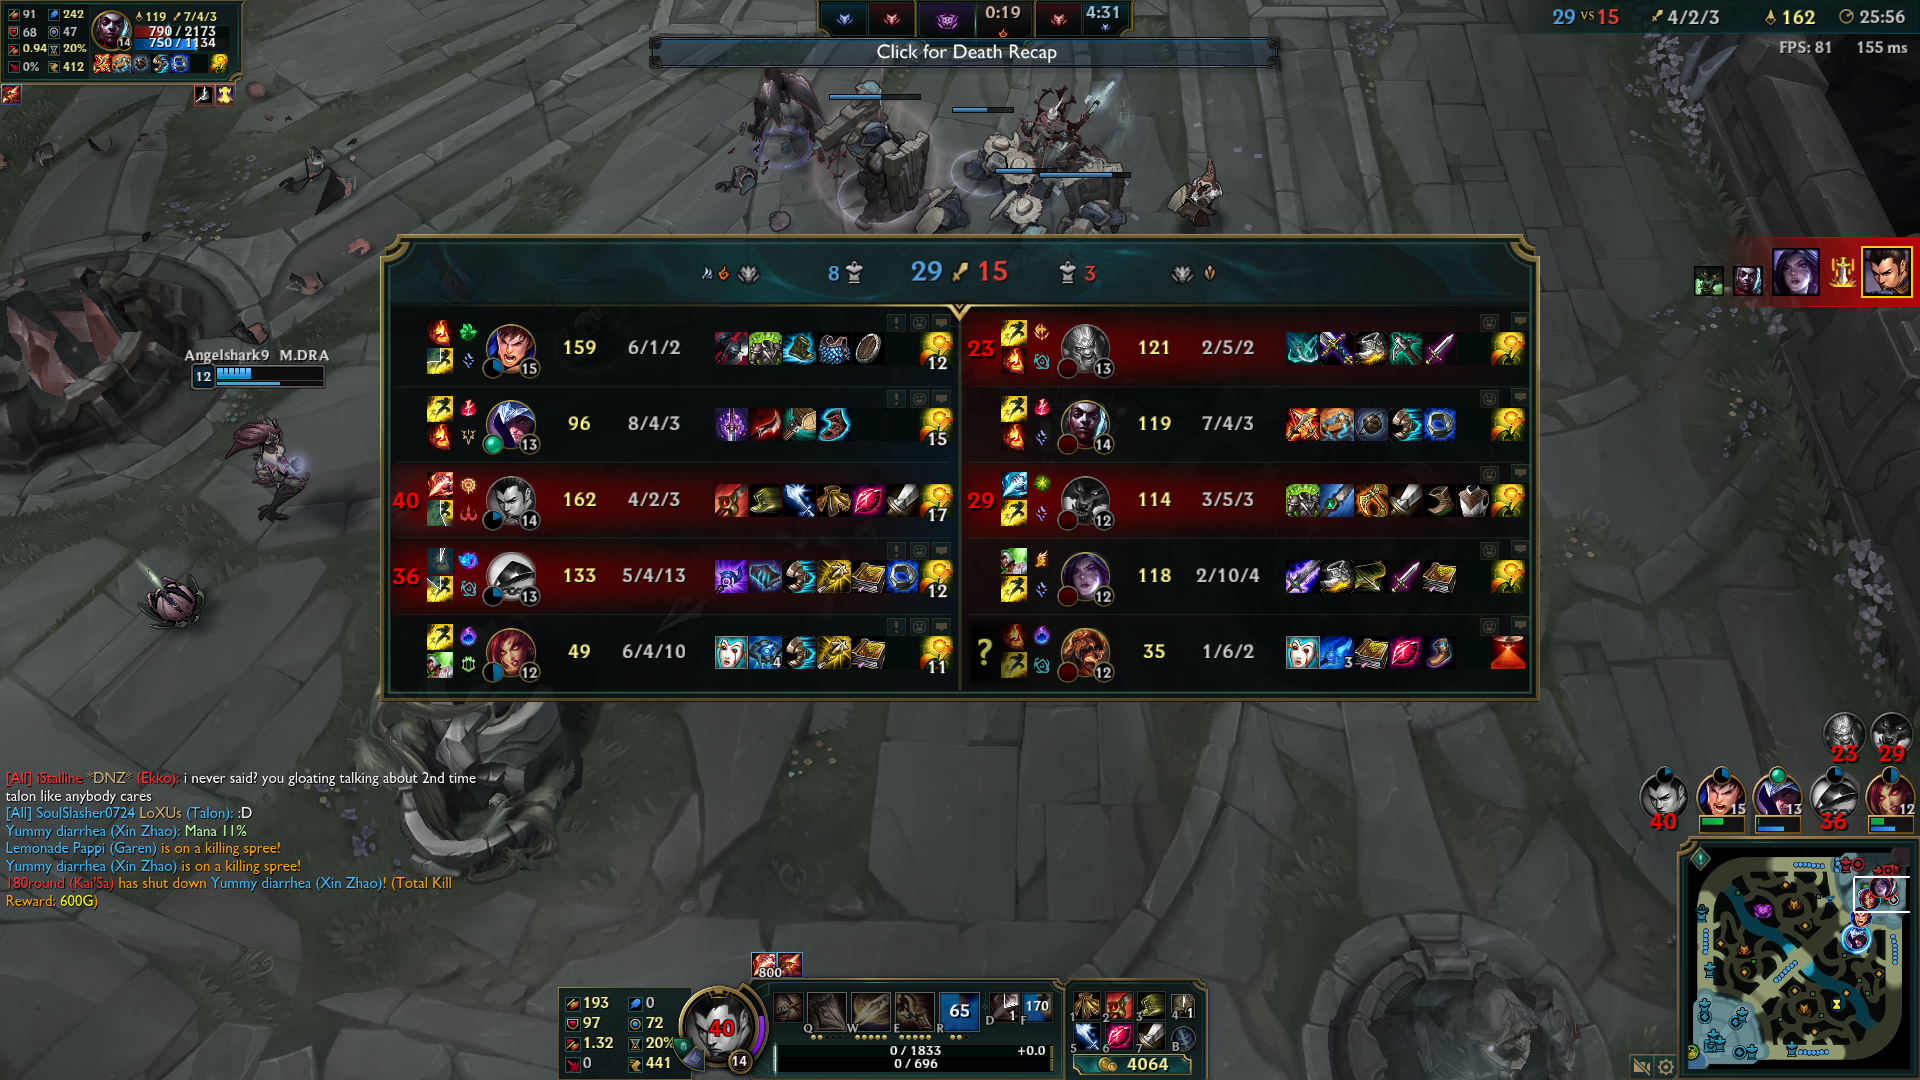 91 242
68 47
0.94 20%
0% 412
119 7/4/3
790 / 2173
750 / 1134
14
0:19
4:31
29 vs 15 4/2/3 162 25:56
FPS: 81 155 ms
Click for Death Recap
8 29 15 3
15 159 6/1/2 12
23 13 121 2/5/2
13 96 8/4/3 15
14 119 7/4/3
40 14 162 4/2/3 17
29 12 114 3/5/3
36 13 133 5/4/13 12
12 118 2/10/4
12 49 6/4/10 4 11
? 12 35 1/6/2 3
Angelshark9 M.DRA
12
[All] iStalline *DNZ* (Ekko): i never said? you gloating talking about 2nd time
talon like anybody cares
[All] SoulSlasher0724 LoXUs (Talon): :D
Yummy diarrhea (Xin Zhao): Mana 11%
Lemonade Pappi (Garen) is on a killing spree!
Yummy diarrhea (Xin Zhao) is on a killing spree!
180round (Kai'Sa) has shut down Yummy diarrhea (Xin Zhao)! (Total Kill
Reward: 600G)
23 29
40 15 13 36 12
800
193 0
97 72
1.32 20%
0 441
40
14
Q W E R 65 D 1 F 170
0 / 1833 +0.0
0 / 696
1 2 3 4 1
5 6 7 B
4064